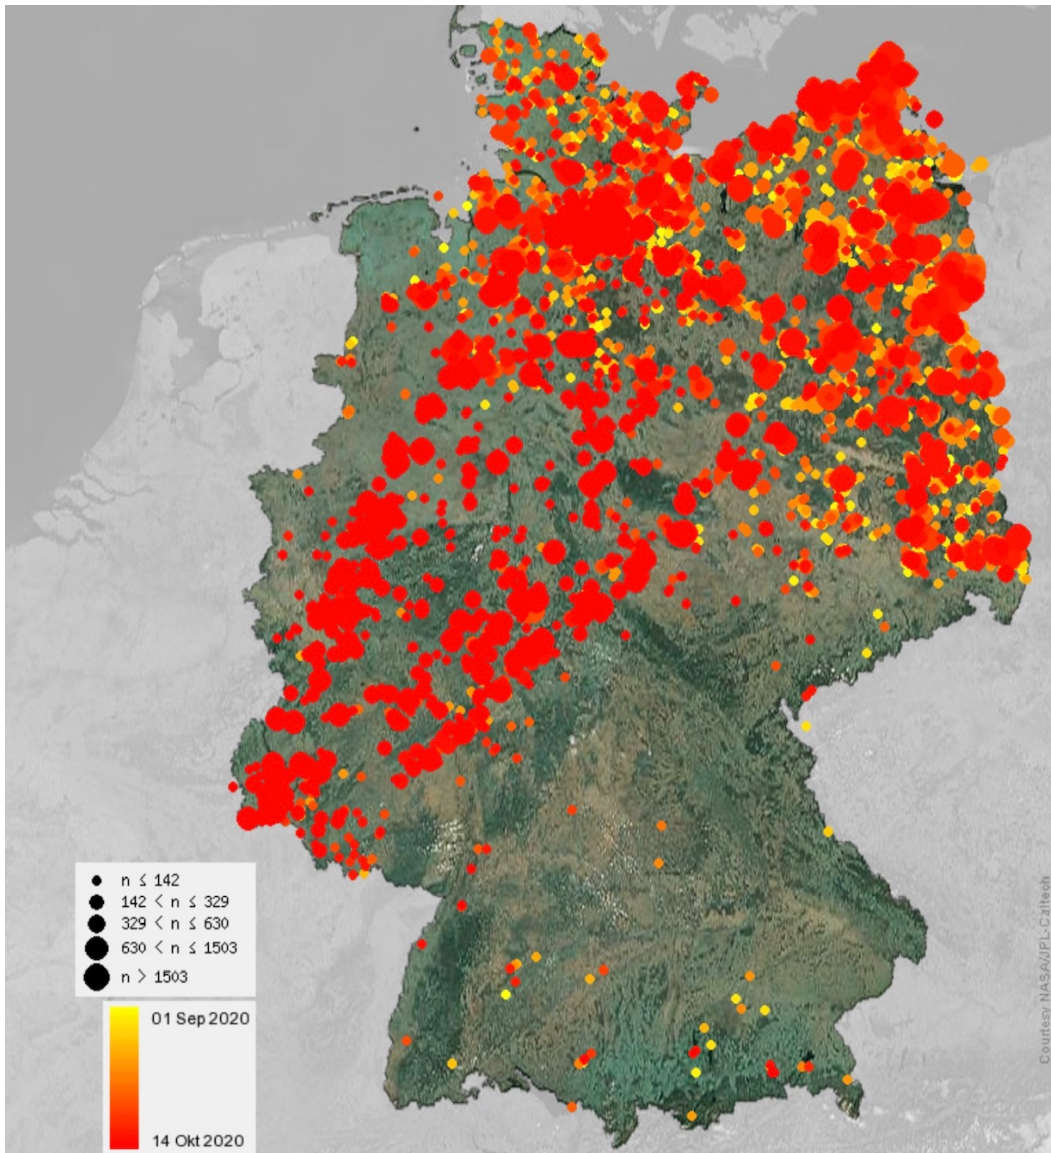 n ≤ 142
142 < n ≤ 329
329 < n ≤ 630
630 < n ≤ 1503
n > 1503
01 Sep 2020
14 Okt 2020
Courtesy NASA/JPL-Caltech